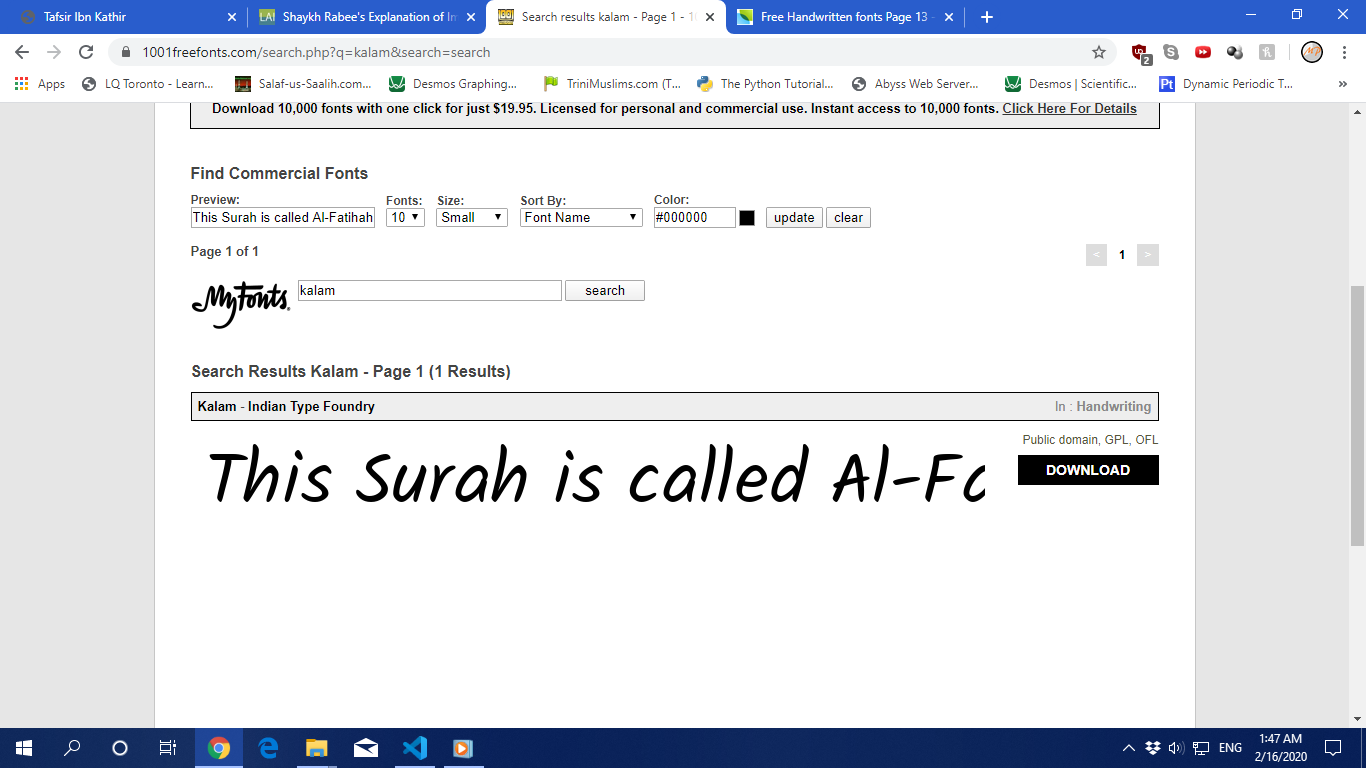 Tafsir Ibn Kathir
Shaykh Rabee's Explanation of Im
Search results kalam - Page 1 - 10
Free Handwritten fonts Page 13 -
1001freefonts.com/search.php?q=kalam&search=search
2
Apps
LQ Toronto - Learn...
Salaf-us-Saalih.com...
Desmos Graphing...
TriniMuslims.com (T...
The Python Tutorial...
Abyss Web Server...
Desmos | Scientific...
Pt Dynamic Periodic T...
»
Download 10,000 fonts with one click for just $19.95. Licensed for personal and commercial use. Instant access to 10,000 fonts. Click Here For Details
Find Commercial Fonts
Preview: Fonts: Size: Sort By: Color:
This Surah is called Al-Fatihah 10 Small Font Name #000000 update clear
Page 1 of 1 < 1 >
MyFonts kalam search
Search Results Kalam - Page 1 (1 Results)
Kalam - Indian Type Foundry In : Handwriting
Public domain, GPL, OFL
This Surah is called Al-Fa
DOWNLOAD
ENG
1:47 AM
2/16/2020